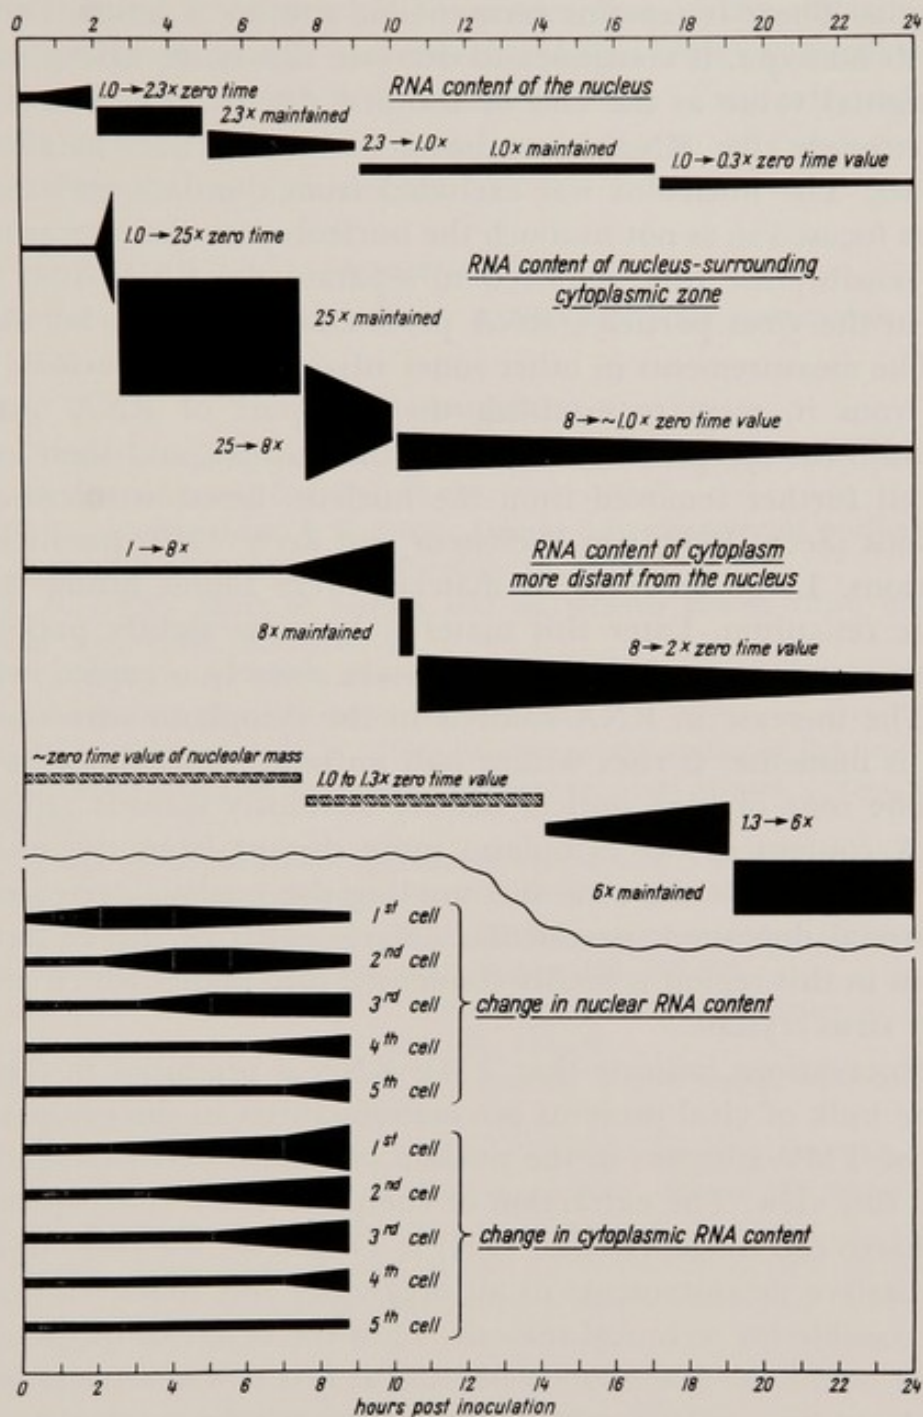 0 2 4 6 8 10 12 14 16 18 20 22 24
1.0→2.3× zero time
RNA content of the nucleus
2.3× maintained
2.3→1.0×
1.0× maintained
1.0→0.3× zero time value
1.0→25× zero time
RNA content of nucleus-surrounding
cytoplasmic zone
25× maintained
25→8×
8→~1.0× zero time value
1→8×
RNA content of cytoplasm
more distant from the nucleus
8× maintained
8→2× zero time value
~zero time value of nucleolar mass
1.0 to 1.3× zero time value
1.3→6×
6× maintained
1st cell
2nd cell
3rd cell
change in nuclear RNA content
4th cell
5th cell
1st cell
2nd cell
3rd cell
change in cytoplasmic RNA content
4th cell
5th cell
0 2 4 6 8 10 12 14 16 18 20 22 24
hours post inoculation